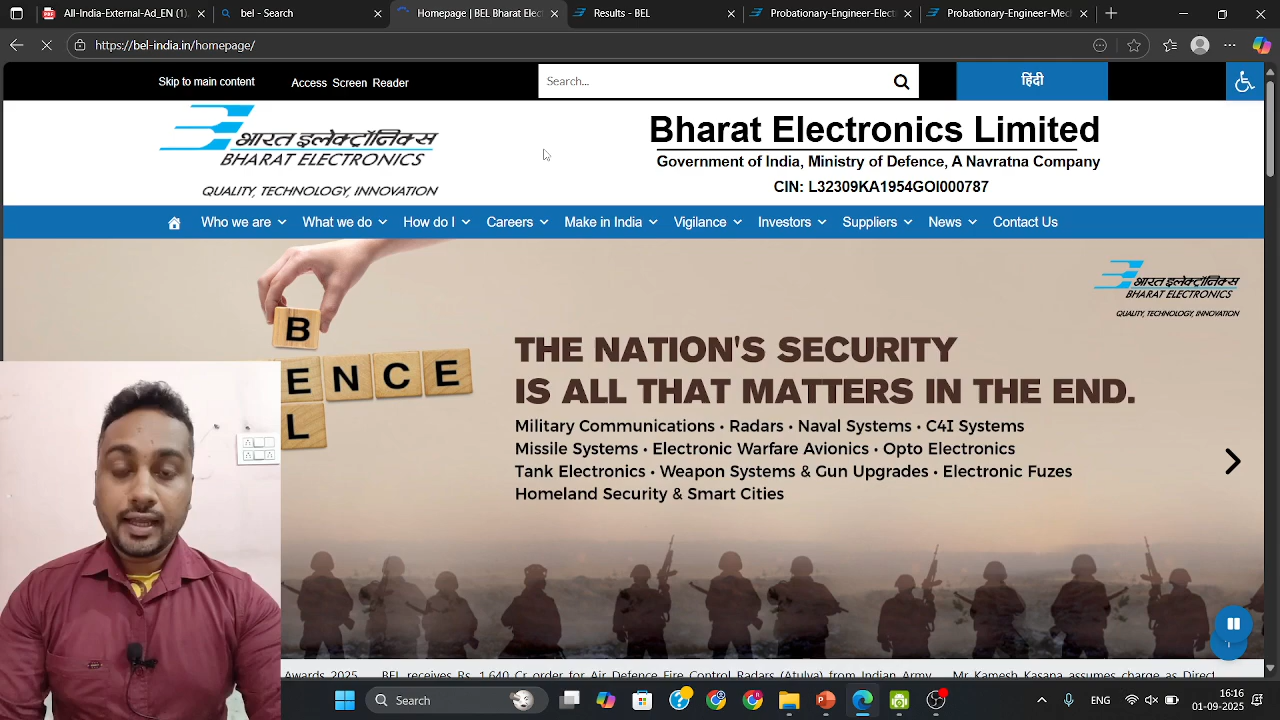 All-India-External-Ad_EN (1).
bel - Search
Homepage | BEL Bharat Elec
Results - BEL
Probationary-Engineer-Elect
Probationary-Engineer-Mec
https://bel-india.in/homepage/
Skip to main content
Access Screen Reader
Search...
हिंदी
भारत इलेक्ट्रॉनिक्स
BHARAT ELECTRONICS
QUALITY, TECHNOLOGY, INNOVATION
Bharat Electronics Limited
Government of India, Ministry of Defence, A Navratna Company
CIN: L32309KA1954GOI000787
Who we are
What we do
How do I
Careers
Make in India
Vigilance
Investors
Suppliers
News
Contact Us
B
ENCE
L
भारत इलेक्ट्रॉनिक्स
BHARAT ELECTRONICS
QUALITY, TECHNOLOGY, INNOVATION
THE NATION'S SECURITY
IS ALL THAT MATTERS IN THE END.
Military Communications • Radars • Naval Systems • C4I Systems
Missile Systems • Electronic Warfare Avionics • Opto Electronics
Tank Electronics • Weapon Systems & Gun Upgrades • Electronic Fuzes
Homeland Security & Smart Cities
Awards 2025
BEL receives Rs 1,640 Cr order for Air Defence Fire Control Radars (Atulya) from Indian Army
Mr Kamesh Kasana assumes charge as Direct
Search
16:16
01-09-2025